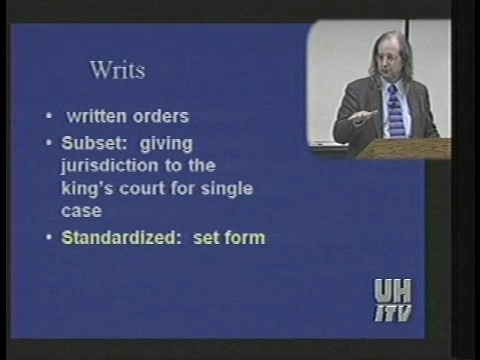 Writs
• written orders
• Subset: giving
jurisdiction to the
king's court for single
case
• Standardized: set form
UH
ITV